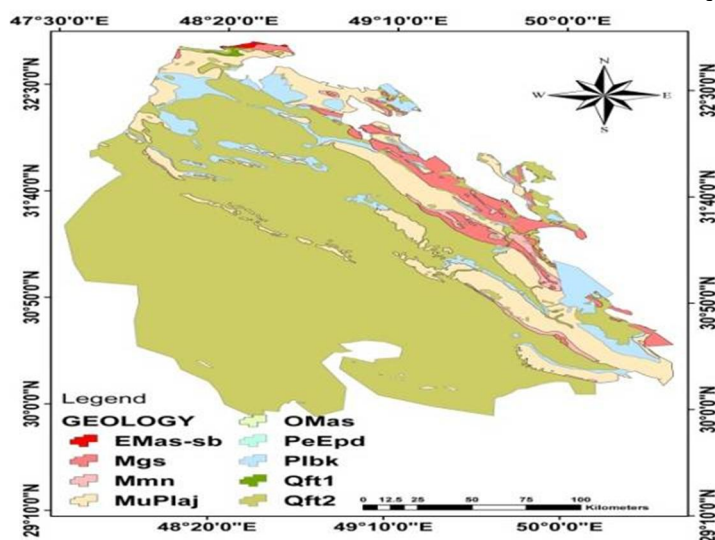 47°30'0"E 48°20'0"E 49°10'0"E 50°0'0"E
32°30'0"N
31°40'0"N
30°50'0"N
30°0'0"N
29°10'0"N
N
W E
S
32°30'0"N
31°40'0"N
30°50'0"N
30°0'0"N
29°10'0"N
Legend
GEOLOGY
EMas-sb
Mgs
Mmn
MuPlaj
OMas
PeEpd
Plbk
Qft1
Qft2
0 12.5 25 50 75 100
Kilometers
48°20'0"E 49°10'0"E 50°0'0"E